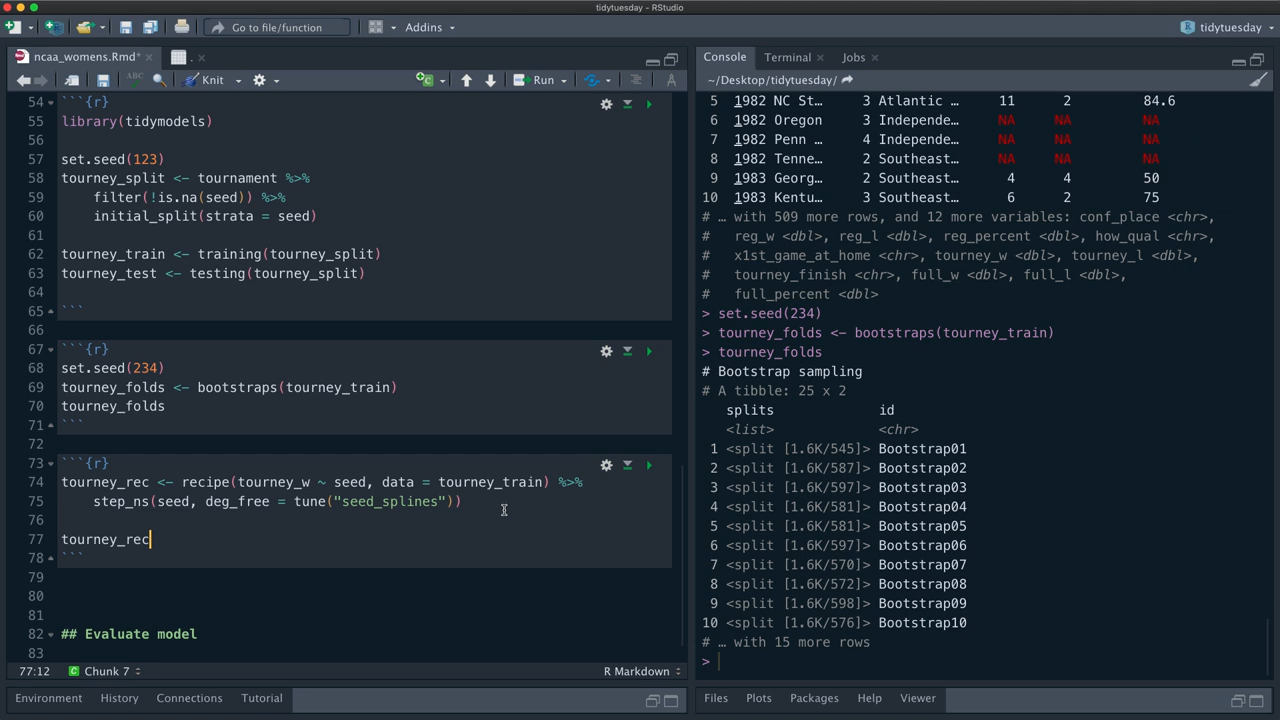 tidytuesday — RStudio
Go to file/function
Addins
tidytuesday
ncaa_womens.Rmd*
.
ABC
Knit
Run
54 ```{r}
55 library(tidymodels)
56
57 set.seed(123)
58 tourney_split <- tournament %>%
59     filter(!is.na(seed)) %>%
60     initial_split(strata = seed)
61
62 tourney_train <- training(tourney_split)
63 tourney_test <- testing(tourney_split)
64
65 ```
66
67 ```{r}
68 set.seed(234)
69 tourney_folds <- bootstraps(tourney_train)
70 tourney_folds
71 ```
72
73 ```{r}
74 tourney_rec <- recipe(tourney_w ~ seed, data = tourney_train) %>%
75     step_ns(seed, deg_free = tune("seed_splines"))
76
77 tourney_rec
78 ```
79
80
81
82 ## Evaluate model
83
77:12 Chunk 7 R Markdown
Environment History Connections Tutorial
Console Terminal Jobs
~/Desktop/tidytuesday/
5 1982 NC St… 3 Atlantic … 11 2 84.6
6 1982 Oregon 3 Independe… NA NA NA
7 1982 Penn … 4 Independe… NA NA NA
8 1982 Tenne… 2 Southeast… NA NA NA
9 1983 Georg… 2 Southeast… 4 4 50
10 1983 Kentu… 3 Southeast… 6 2 75
# … with 509 more rows, and 12 more variables: conf_place <chr>,
#   reg_w <dbl>, reg_l <dbl>, reg_percent <dbl>, how_qual <chr>,
#   x1st_game_at_home <chr>, tourney_w <dbl>, tourney_l <dbl>,
#   tourney_finish <chr>, full_w <dbl>, full_l <dbl>,
#   full_percent <dbl>
> set.seed(234)
> tourney_folds <- bootstraps(tourney_train)
> tourney_folds
# Bootstrap sampling
# A tibble: 25 x 2
splits id
<list> <chr>
1 <split [1.6K/545]> Bootstrap01
2 <split [1.6K/587]> Bootstrap02
3 <split [1.6K/597]> Bootstrap03
4 <split [1.6K/581]> Bootstrap04
5 <split [1.6K/581]> Bootstrap05
6 <split [1.6K/597]> Bootstrap06
7 <split [1.6K/570]> Bootstrap07
8 <split [1.6K/572]> Bootstrap08
9 <split [1.6K/598]> Bootstrap09
10 <split [1.6K/576]> Bootstrap10
# … with 15 more rows
>
Files Plots Packages Help Viewer